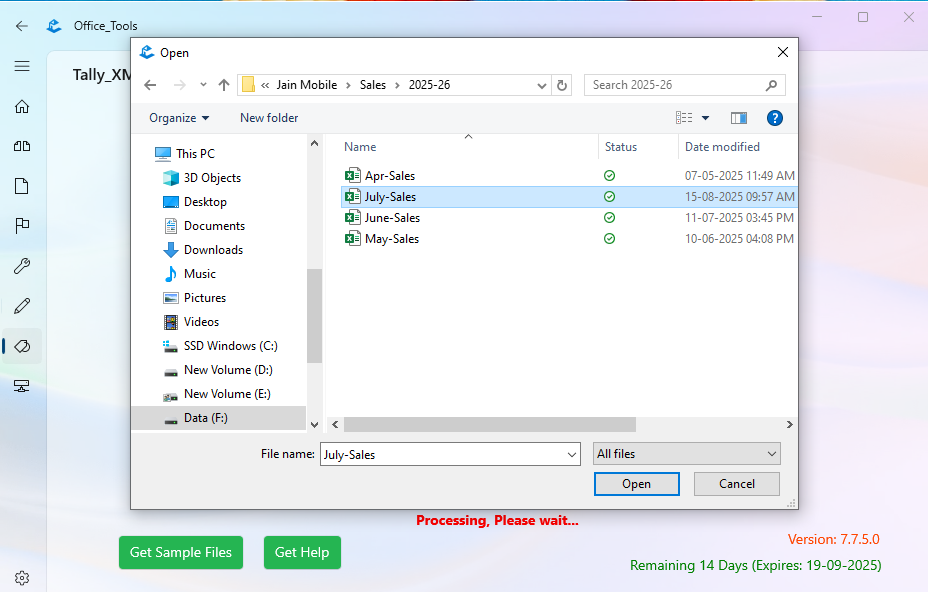 Office_Tools
Tally_XM
Open
« Jain Mobile › Sales › 2025-26
Search 2025-26
Organize
New folder
Name Status Date modified
This PC
3D Objects
Desktop
Documents
Downloads
Music
Pictures
Videos
SSD Windows (C:)
New Volume (D:)
New Volume (E:)
Data (F:)
Apr-Sales 07-05-2025 11:49 AM
July-Sales 15-08-2025 09:57 AM
June-Sales 11-07-2025 03:45 PM
May-Sales 10-06-2025 04:08 PM
File name: July-Sales
All files
Open
Cancel
Processing, Please wait...
Get Sample Files
Get Help
Version: 7.7.5.0
Remaining 14 Days (Expires: 19-09-2025)